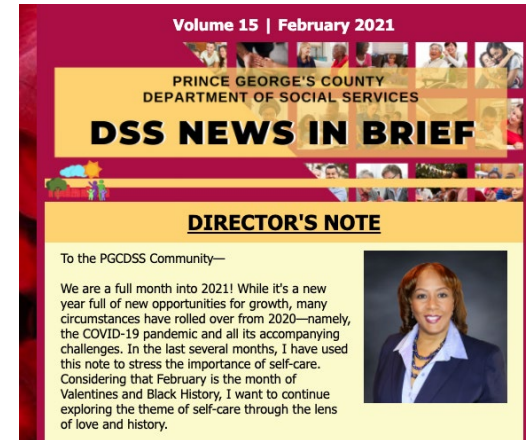 Volume 15 | February 2021
PRINCE GEORGE'S COUNTY
DEPARTMENT OF SOCIAL SERVICES
DSS NEWS IN BRIEF
DIRECTOR'S NOTE
To the PGCDSS Community—
We are a full month into 2021! While it's a new
year full of new opportunities for growth, many
circumstances have rolled over from 2020—namely,
the COVID-19 pandemic and all its accompanying
challenges. In the last several months, I have used
this note to stress the importance of self-care.
Considering that February is the month of
Valentines and Black History, I want to continue
exploring the theme of self-care through the lens
of love and history.